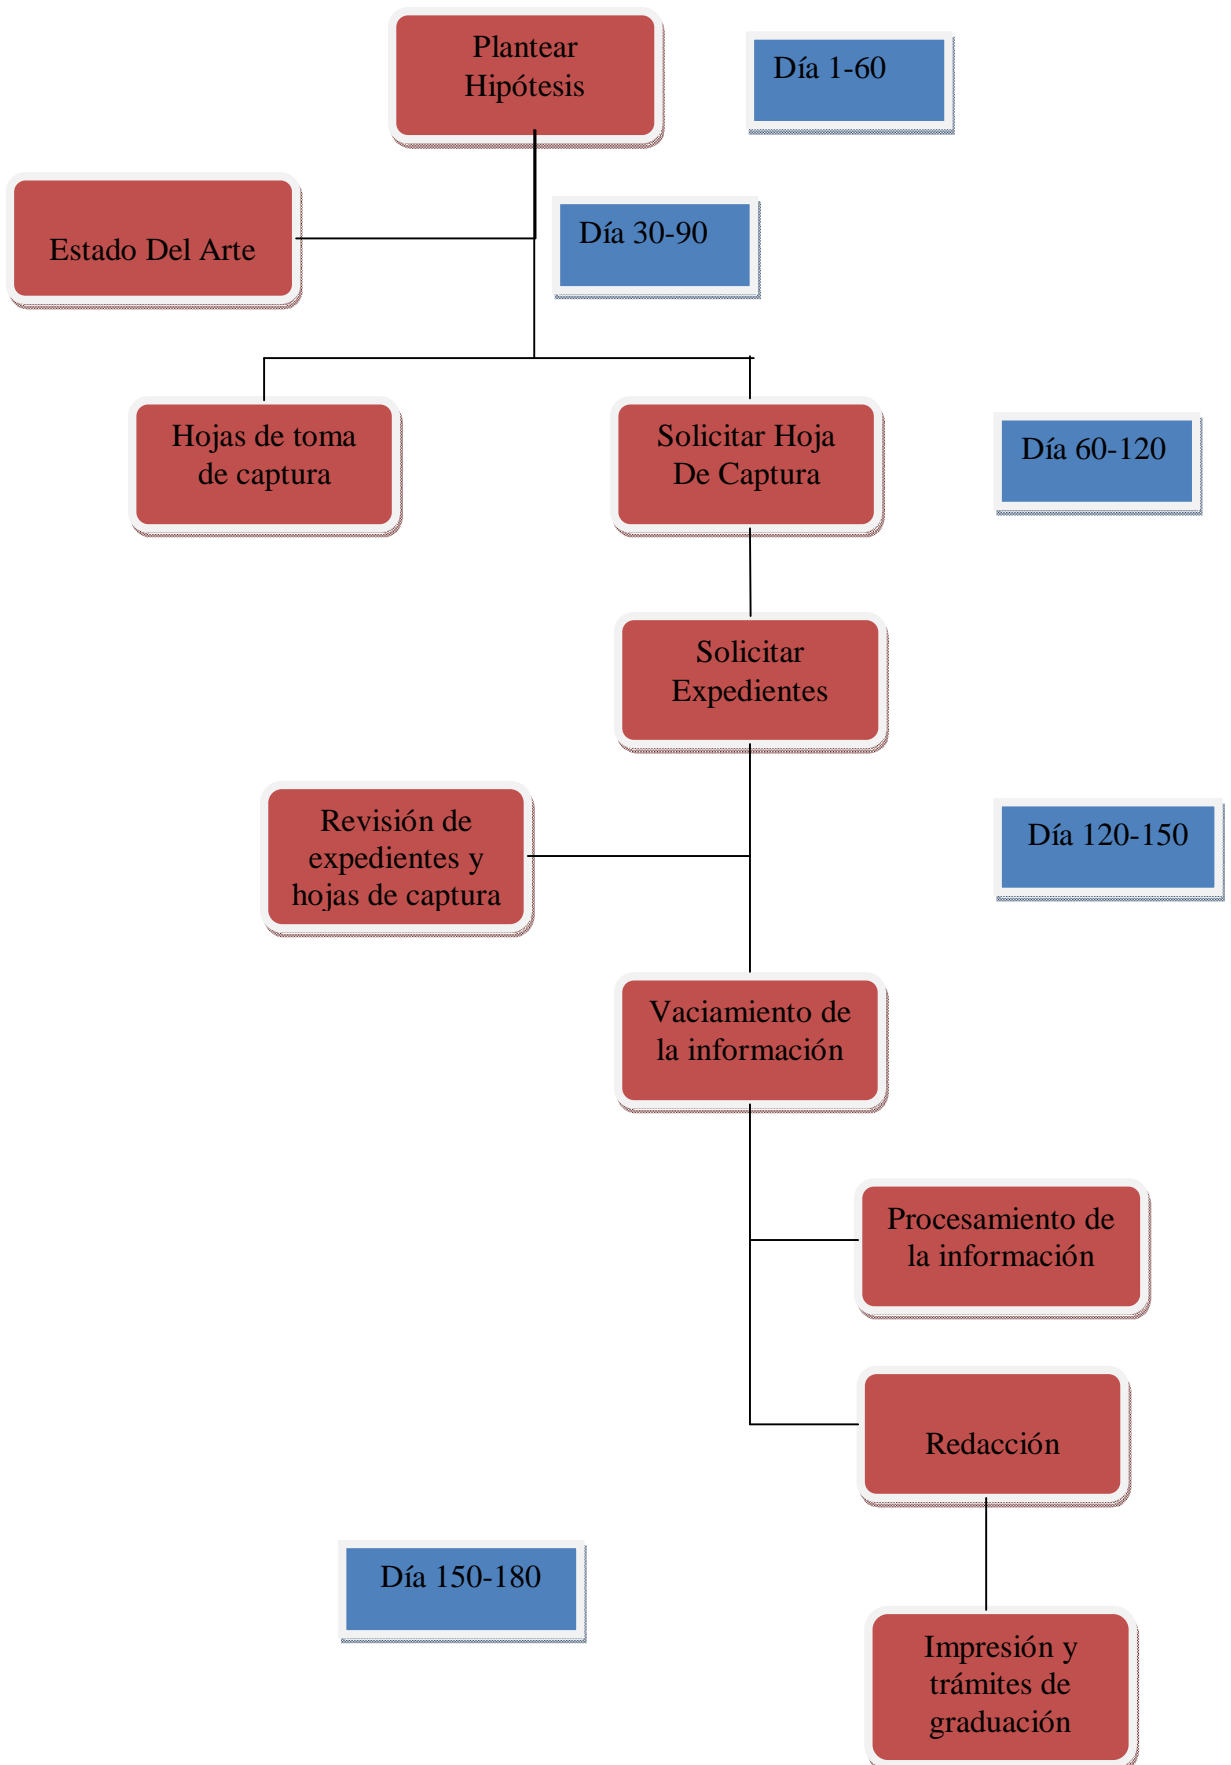 Plantear
Hipótesis
Día 1-60
Estado Del Arte
Día 30-90
Hojas de toma
de captura
Solicitar Hoja
De Captura
Día 60-120
Solicitar
Expedientes
Revisión de
expedientes y
hojas de captura
Día 120-150
Vaciamiento de
la información
Procesamiento de
la información
Redacción
Día 150-180
Impresión y
trámites de
graduación